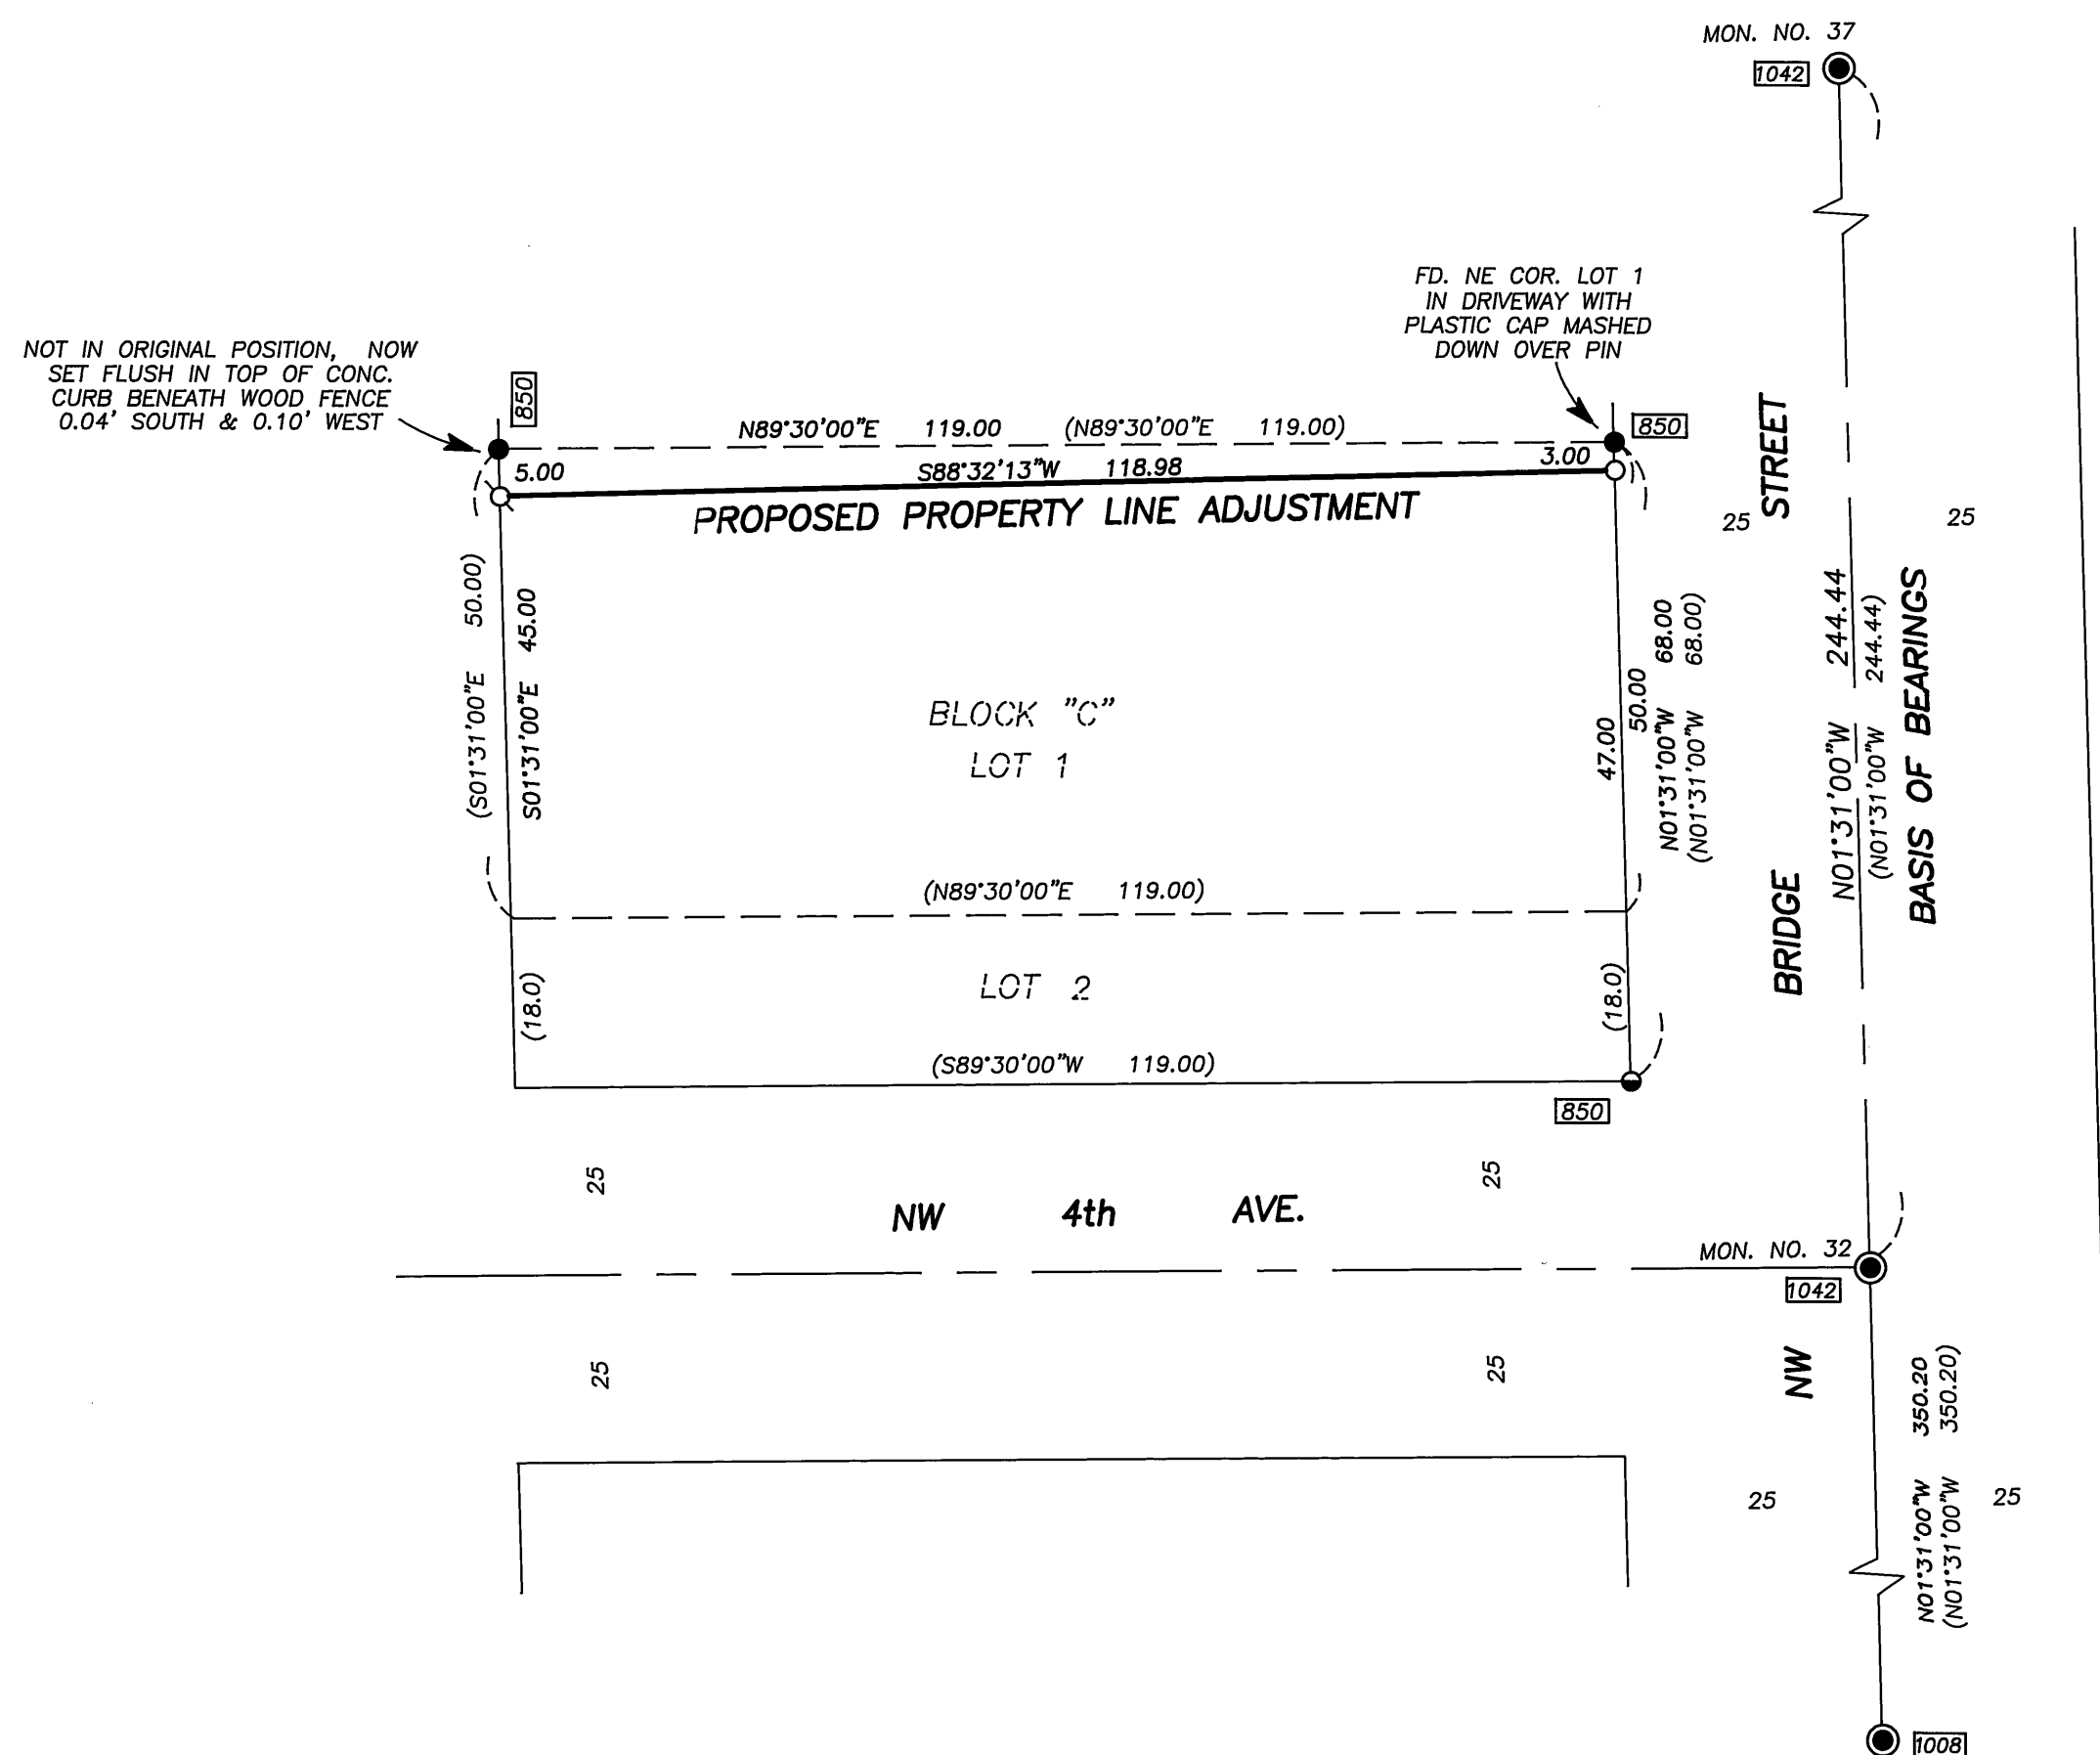 MON. NO. 37
1042
FD. NE COR. LOT 1
IN DRIVEWAY WITH
PLASTIC CAP MASHED
DOWN OVER PIN
NOT IN ORIGINAL POSITION, NOW
SET FLUSH IN TOP OF CONC.
CURB BENEATH WOOD FENCE
0.04' SOUTH & 0.10' WEST
850
850
N89°30'00"E 119.00 (N89°30'00"E 119.00)
5.00
S88°32'13"W 118.98
3.00
PROPOSED PROPERTY LINE ADJUSTMENT
(S01°31'00"E 50.00)
S01°31'00"E 45.00
BLOCK "C"
LOT 1
47.00
50.00
N01°31'00"W 68.00
(N01°31'00"W 68.00)
25
25
NW BRIDGE STREET
N01°31'00"W 244.44
(N01°31'00"W 244.44)
BASIS OF BEARINGS
(N89°30'00"E 119.00)
(18.0)
LOT 2
(18.0)
(S89°30'00"W 119.00)
850
25
25
NW 4th AVE.
MON. NO. 32
1042
25
25
25
25
N01°31'00"W 350.20
(N01°31'00"W 350.20)
1008